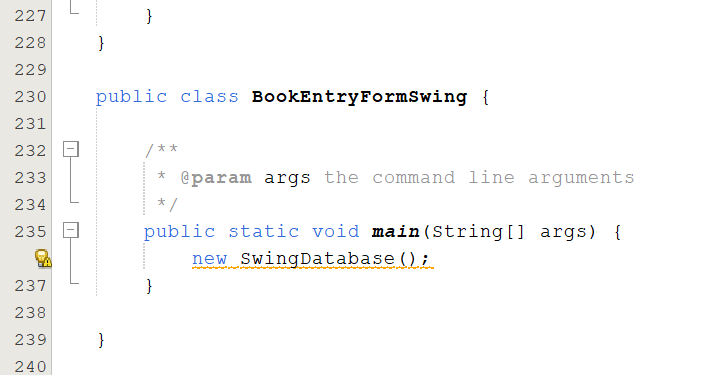 227 }
228 }
229
230 public class BookEntryFormSwing {
231
232 /**
233 * @param args the command line arguments
234 */
235 public static void main(String[] args) {
new SwingDatabase();
237 }
238
239 }
240